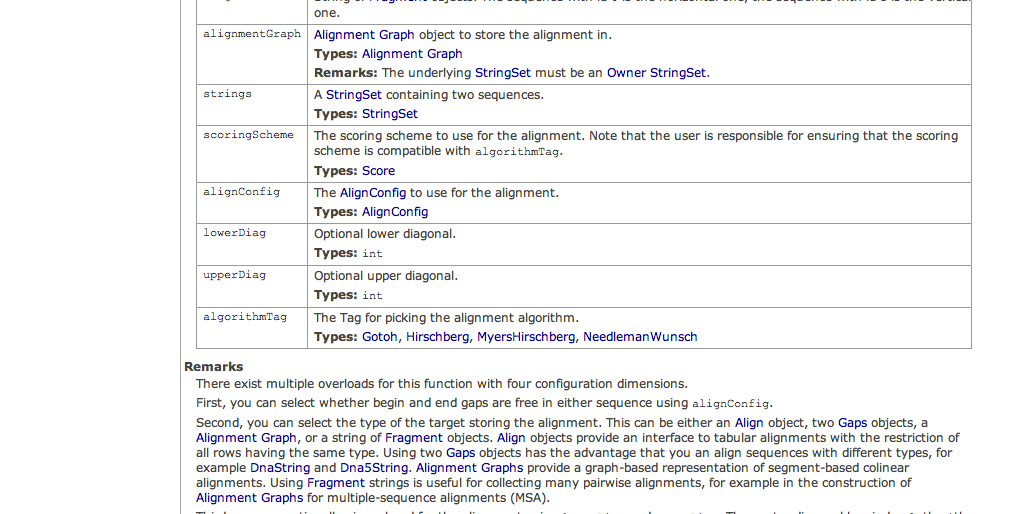 one.
alignmentGraph
Alignment Graph object to store the alignment in.
Types: Alignment Graph
Remarks: The underlying StringSet must be an Owner StringSet.
strings
A StringSet containing two sequences.
Types: StringSet
scoringScheme
The scoring scheme to use for the alignment. Note that the user is responsible for ensuring that the scoring
scheme is compatible with algorithmTag.
Types: Score
alignConfig
The AlignConfig to use for the alignment.
Types: AlignConfig
lowerDiag
Optional lower diagonal.
Types: int
upperDiag
Optional upper diagonal.
Types: int
algorithmTag
The Tag for picking the alignment algorithm.
Types: Gotoh, Hirschberg, MyersHirschberg, NeedlemanWunsch
Remarks
There exist multiple overloads for this function with four configuration dimensions.
First, you can select whether begin and end gaps are free in either sequence using alignConfig.
Second, you can select the type of the target storing the alignment. This can be either an Align object, two Gaps objects, a
Alignment Graph, or a string of Fragment objects. Align objects provide an interface to tabular alignments with the restriction of
all rows having the same type. Using two Gaps objects has the advantage that you an align sequences with different types, for
example DnaString and Dna5String. Alignment Graphs provide a graph-based representation of segment-based colinear
alignments. Using Fragment strings is useful for collecting many pairwise alignments, for example in the construction of
Alignment Graphs for multiple-sequence alignments (MSA).